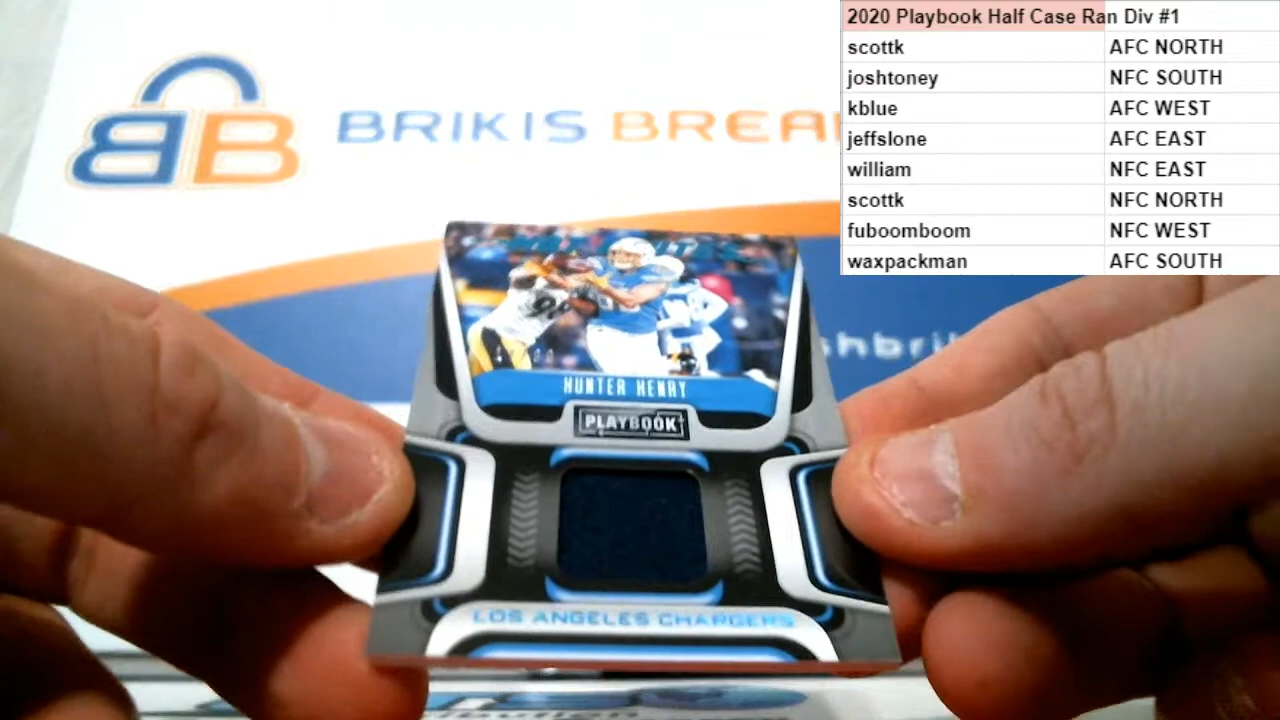 2020 Playbook Half Case Ran Div #1
scottk AFC NORTH
joshtoney NFC SOUTH
kblue AFC WEST
jeffslone AFC EAST
william NFC EAST
scottk NFC NORTH
fuboomboom NFC WEST
waxpackman AFC SOUTH
BB
BRIKIS BREA
HUNTER HENRY
PLAYBOOK
LOS ANGELES CHARGERS